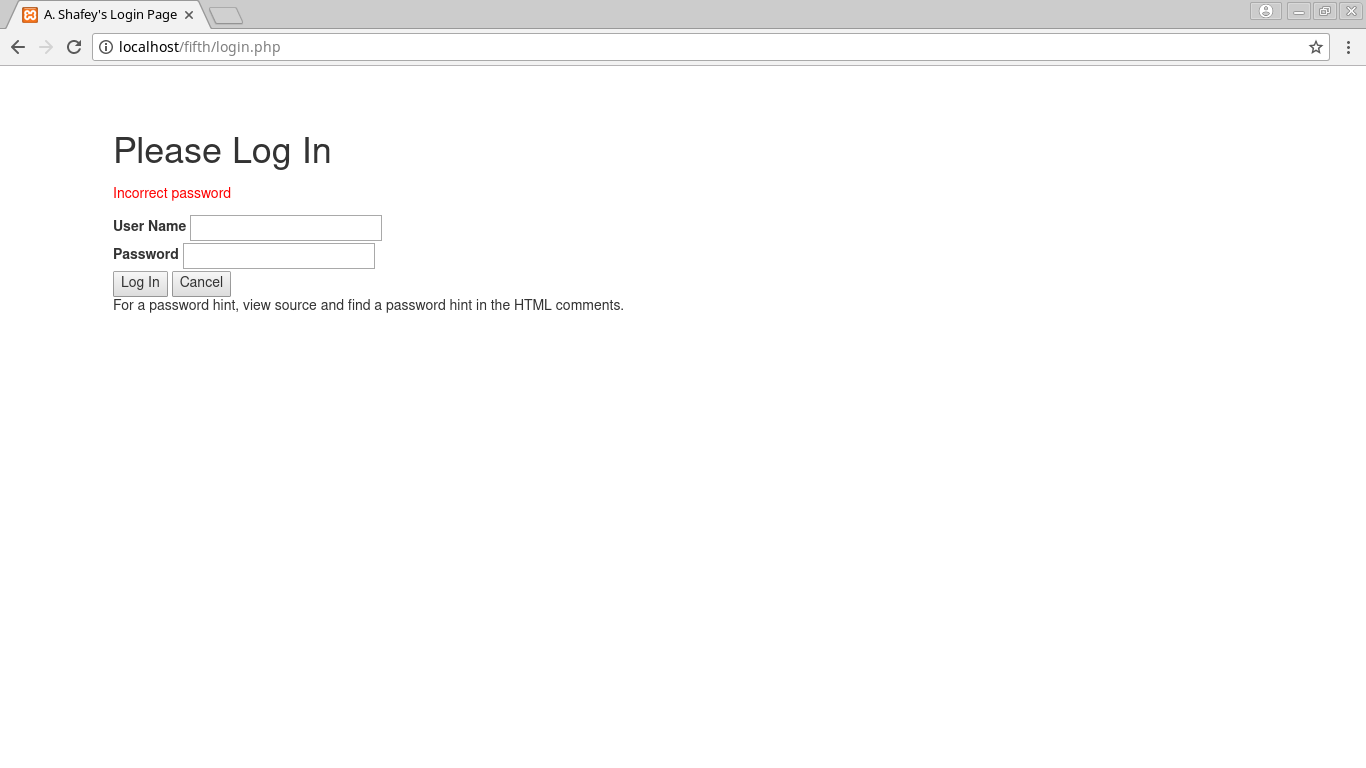 A. Shafey's Login Page
localhost/fifth/login.php
Please Log In
Incorrect password
User Name
Password
Log In Cancel
For a password hint, view source and find a password hint in the HTML comments.